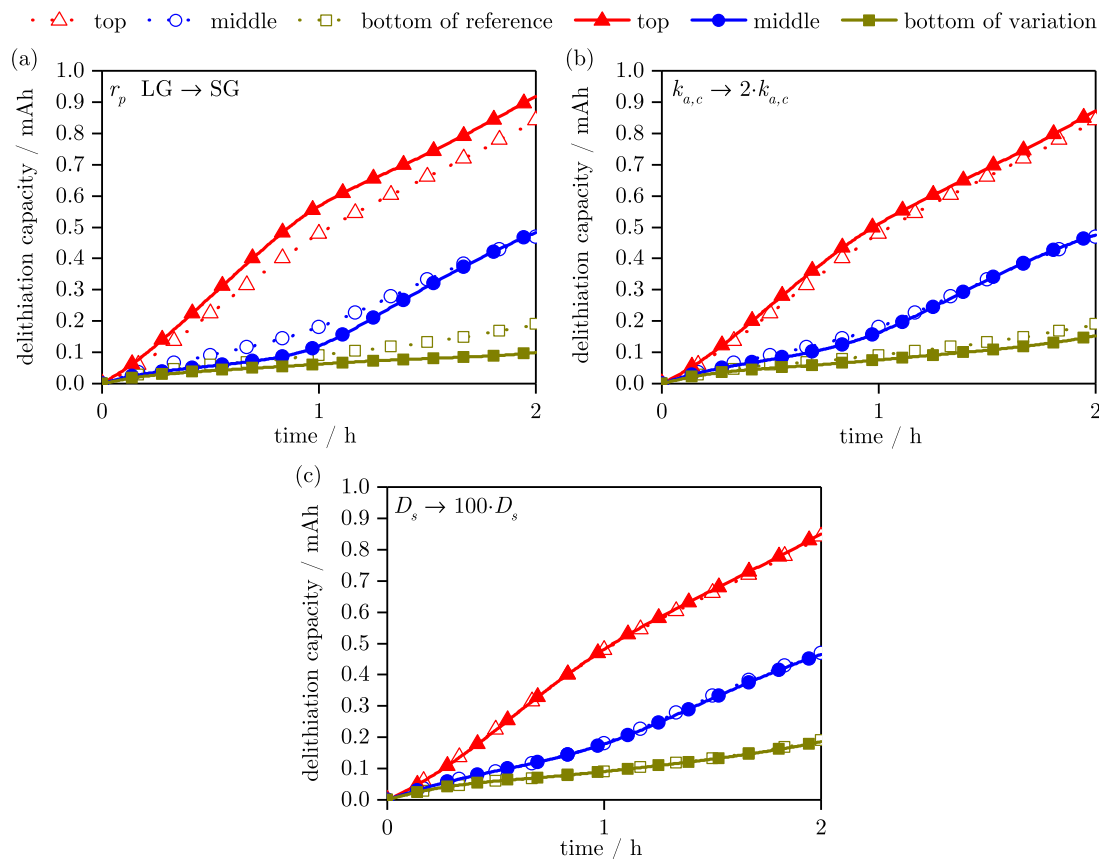 top middle bottom of reference top middle bottom of variation
(a)
r_p LG → SG
1.0
0.9
0.8
0.7
0.6
0.5
0.4
0.3
0.2
0.1
0.0
delithiation capacity / mAh
0 1 2
time / h
(b)
k_{a,c} → 2·k_{a,c}
1.0
0.9
0.8
0.7
0.6
0.5
0.4
0.3
0.2
0.1
0.0
delithiation capacity / mAh
0 1 2
time / h
(c)
D_s → 100·D_s
1.0
0.9
0.8
0.7
0.6
0.5
0.4
0.3
0.2
0.1
0.0
delithiation capacity / mAh
0 1 2
time / h